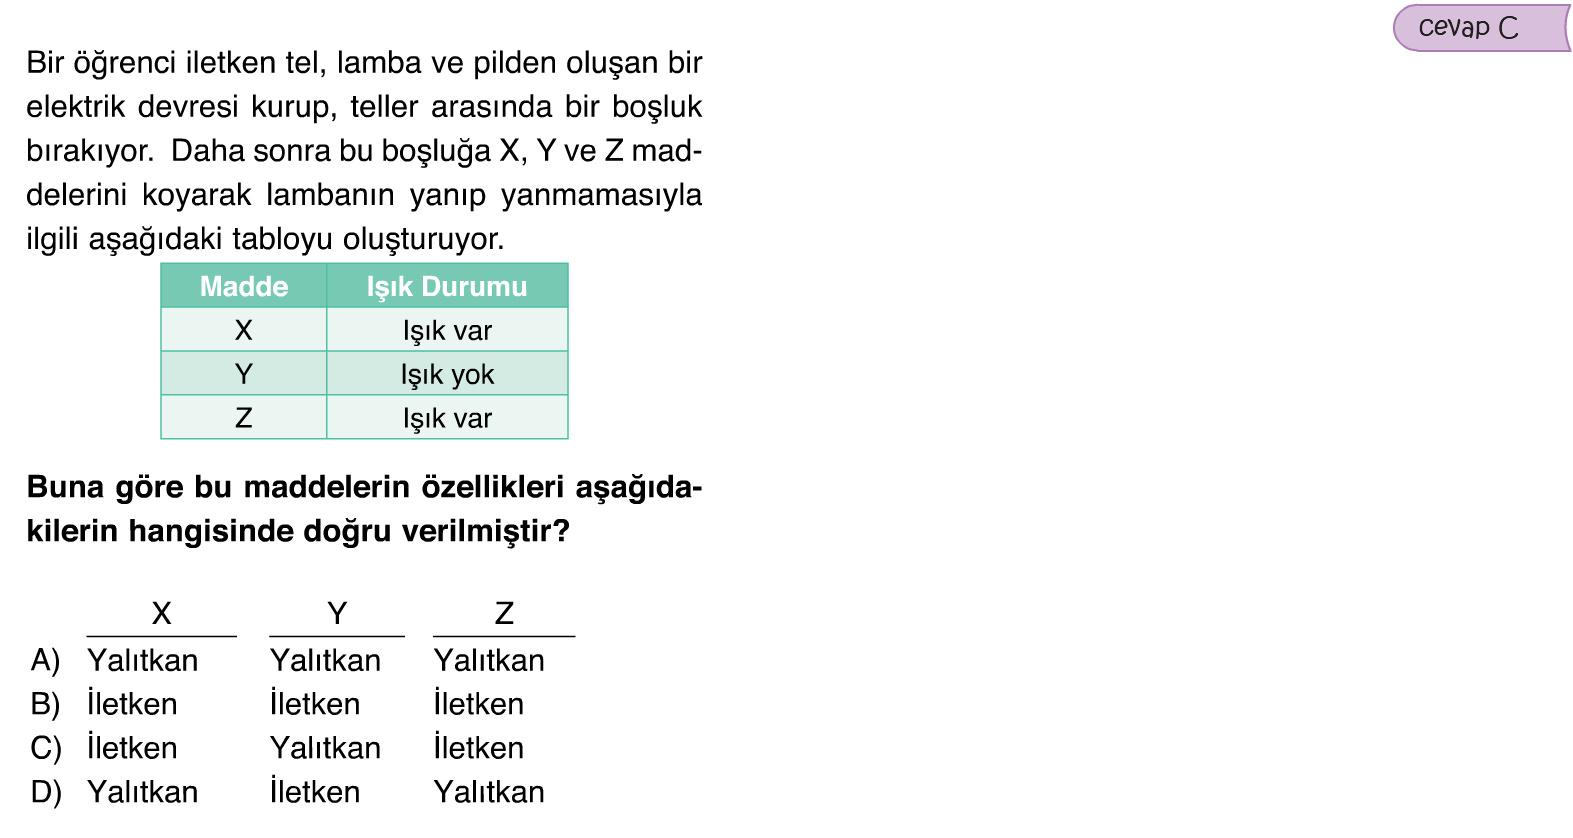 cevap C
Bir öğrenci iletken tel, lamba ve pilden oluşan bir
elektrik devresi kurup, teller arasında bir boşluk
bırakıyor. Daha sonra bu boşluğa X, Y ve Z mad-
delerini koyarak lambanın yanıp yanmamasıyla
ilgili aşağıdaki tabloyu oluşturuyor.
Madde Işık Durumu
X Işık var
Y Işık yok
Z Işık var
Buna göre bu maddelerin özellikleri aşağıda-
kilerin hangisinde doğru verilmiştir?
X Y Z
A) Yalıtkan Yalıtkan Yalıtkan
B) İletken İletken İletken
C) İletken Yalıtkan İletken
D) Yalıtkan İletken Yalıtkan